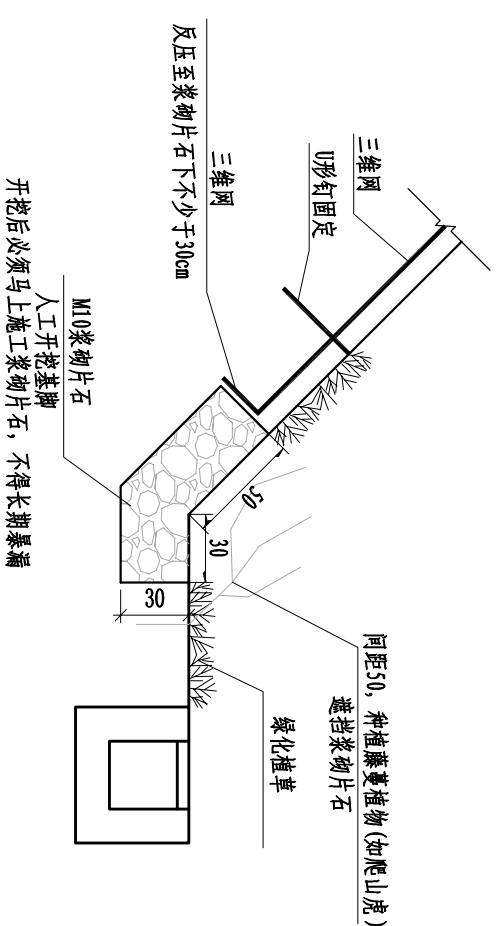 三维网
U形钉固定
三维网
反压至浆砌片石下不少于30cm
M10浆砌片石
人工开挖基脚
开挖后必须马上施工浆砌片石，不得长期暴漏
50
30
30
间距50，种植藤蔓植物(如爬山虎)
遮挡浆砌片石
绿化植草